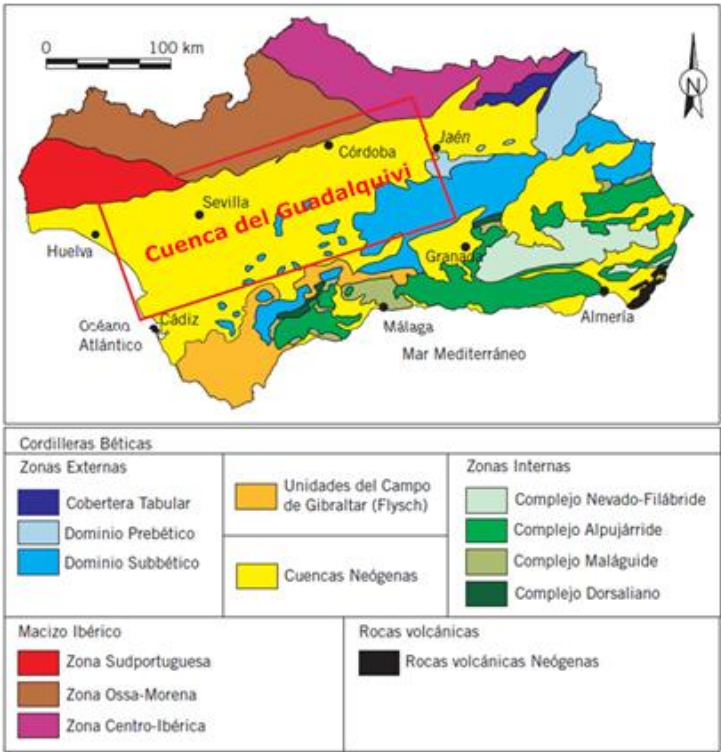 0 100 km
N
Córdoba
Jaén
Sevilla
Cuenca del Guadalquivi
Huelva
Granada
Cádiz
Océano
Atlántico
Málaga
Almería
Mar Mediterráneo
Cordilleras Béticas
Zonas Externas
Cobertera Tabular
Dominio Prebético
Dominio Subbético
Unidades del Campo
de Gibraltar (Flysch)
Cuencas Neógenas
Zonas Internas
Complejo Nevado-Filábride
Complejo Alpujárride
Complejo Maláguide
Complejo Dorsaliano
Macizo Ibérico
Zona Sudportuguesa
Zona Ossa-Morena
Zona Centro-Ibérica
Rocas volcánicas
Rocas volcánicas Neógenas